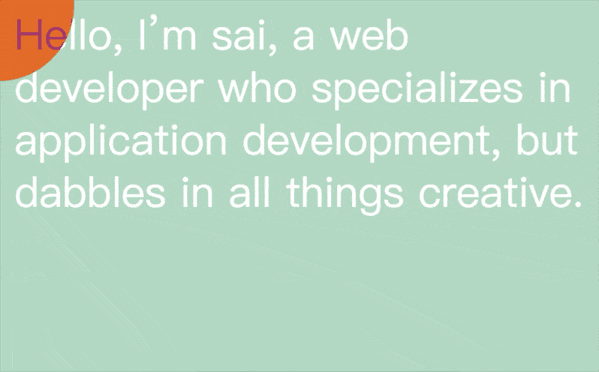 Hello, I’m sai, a web
developer who specializes in
application development, but
dabbles in all things creative.